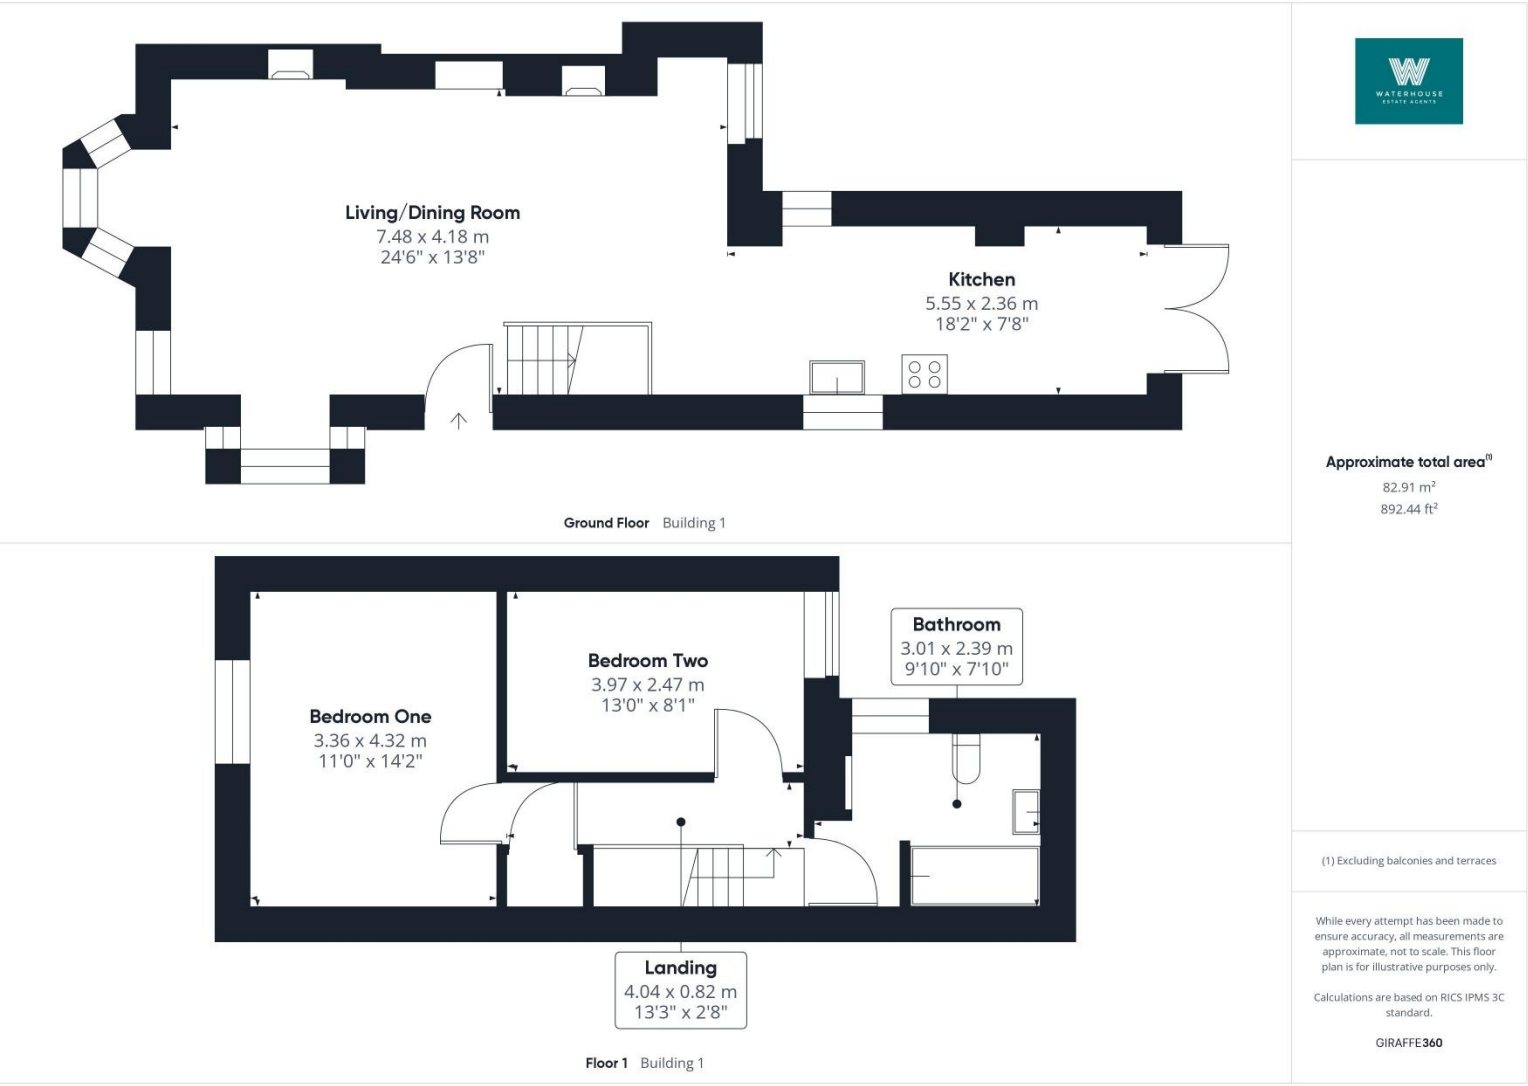 Living/Dining Room
7.48 x 4.18 m
24'6" x 13'8"
Kitchen
5.55 x 2.36 m
18'2" x 7'8"
Ground Floor Building 1
Bedroom One
3.36 x 4.32 m
11'0" x 14'2"
Bedroom Two
3.97 x 2.47 m
13'0" x 8'1"
Bathroom
3.01 x 2.39 m
9'10" x 7'10"
Landing
4.04 x 0.82 m
13'3" x 2'8"
Floor 1 Building 1
W
WATERHOUSE
ESTATE AGENTS
Approximate total area(1)
82.91 m²
892.44 ft²
(1) Excluding balconies and terraces
While every attempt has been made to
ensure accuracy, all measurements are
approximate, not to scale. This floor
plan is for illustrative purposes only.
Calculations are based on RICS IPMS 3C
standard.
GIRAFFE360